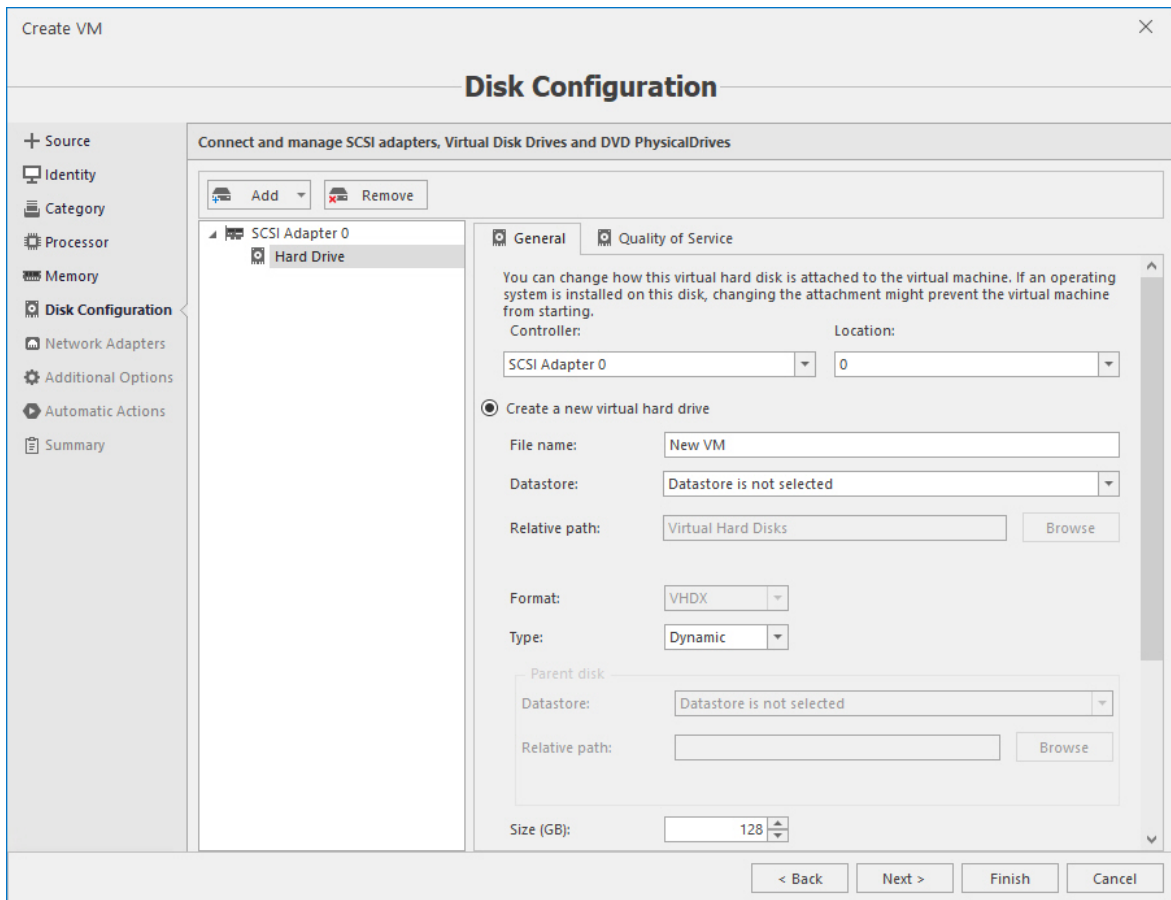 Create VM
Disk Configuration
Source
Identity
Category
Processor
Memory
Disk Configuration
Network Adapters
Additional Options
Automatic Actions
Summary
Connect and manage SCSI adapters, Virtual Disk Drives and DVD PhysicalDrives
Add
Remove
SCSI Adapter 0
Hard Drive
General
Quality of Service
You can change how this virtual hard disk is attached to the virtual machine. If an operating
system is installed on this disk, changing the attachment might prevent the virtual machine
from starting.
Controller:
Location:
SCSI Adapter 0
0
Create a new virtual hard drive
File name:
New VM
Datastore:
Datastore is not selected
Relative path:
Virtual Hard Disks
Browse
Format:
VHDX
Type:
Dynamic
Parent disk
Datastore:
Datastore is not selected
Relative path:
Browse
Size (GB):
128
< Back
Next >
Finish
Cancel